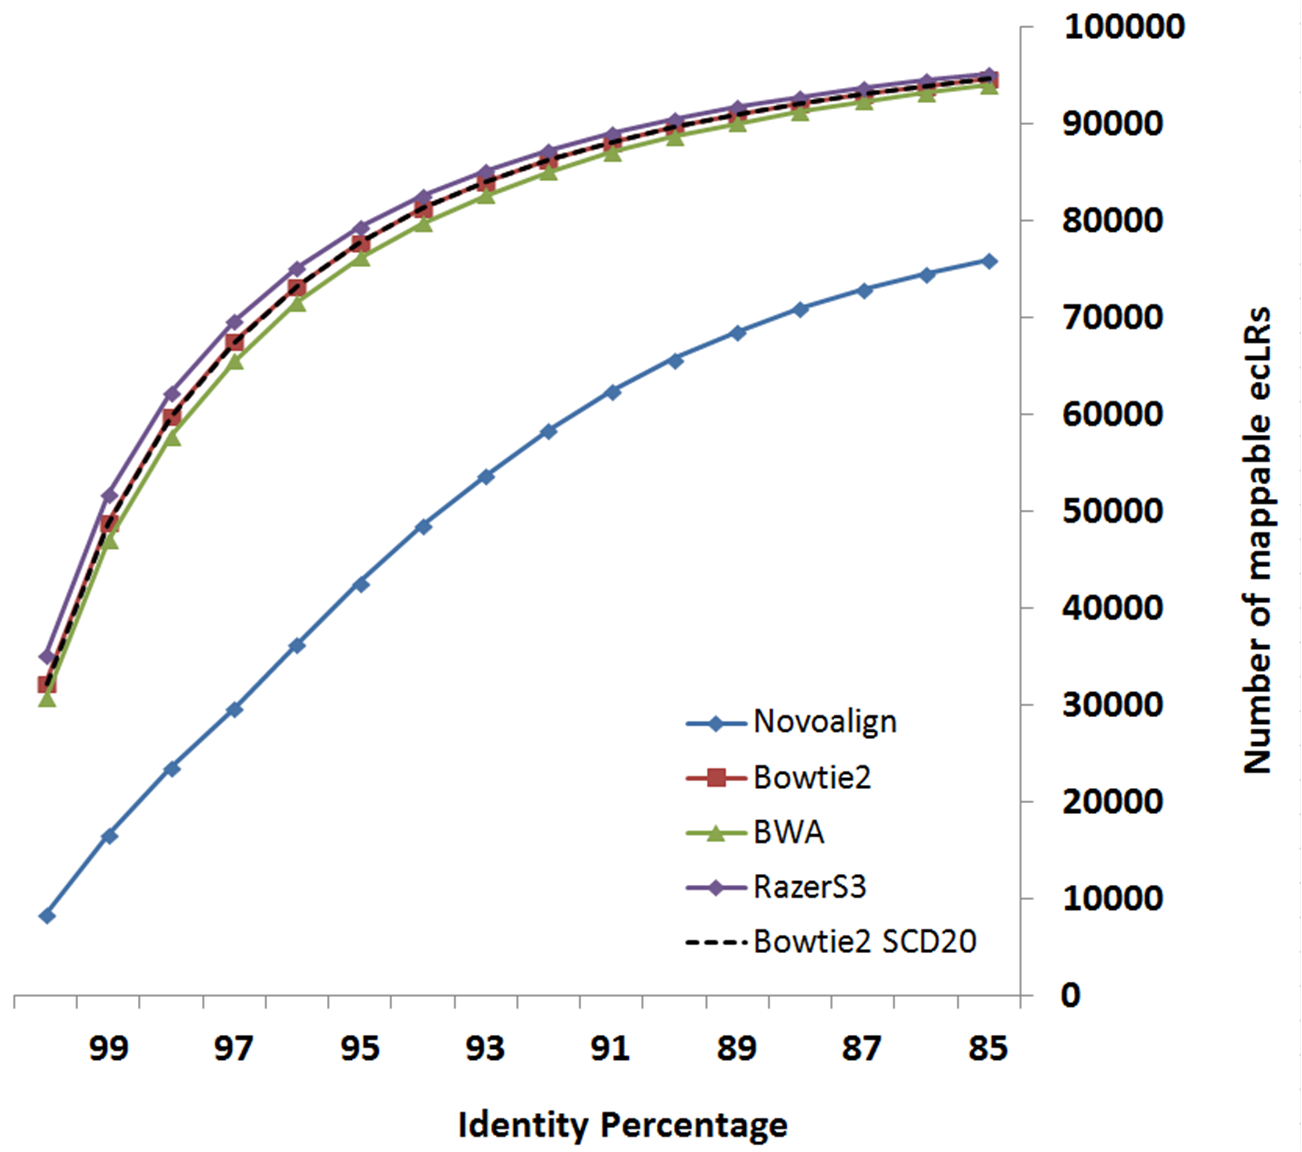 100000
90000
80000
70000
60000
50000
40000
30000
20000
10000
0
Number of mappable ecLRs
Novoalign
Bowtie2
BWA
RazerS3
Bowtie2 SCD20
99 97 95 93 91 89 87 85
Identity Percentage